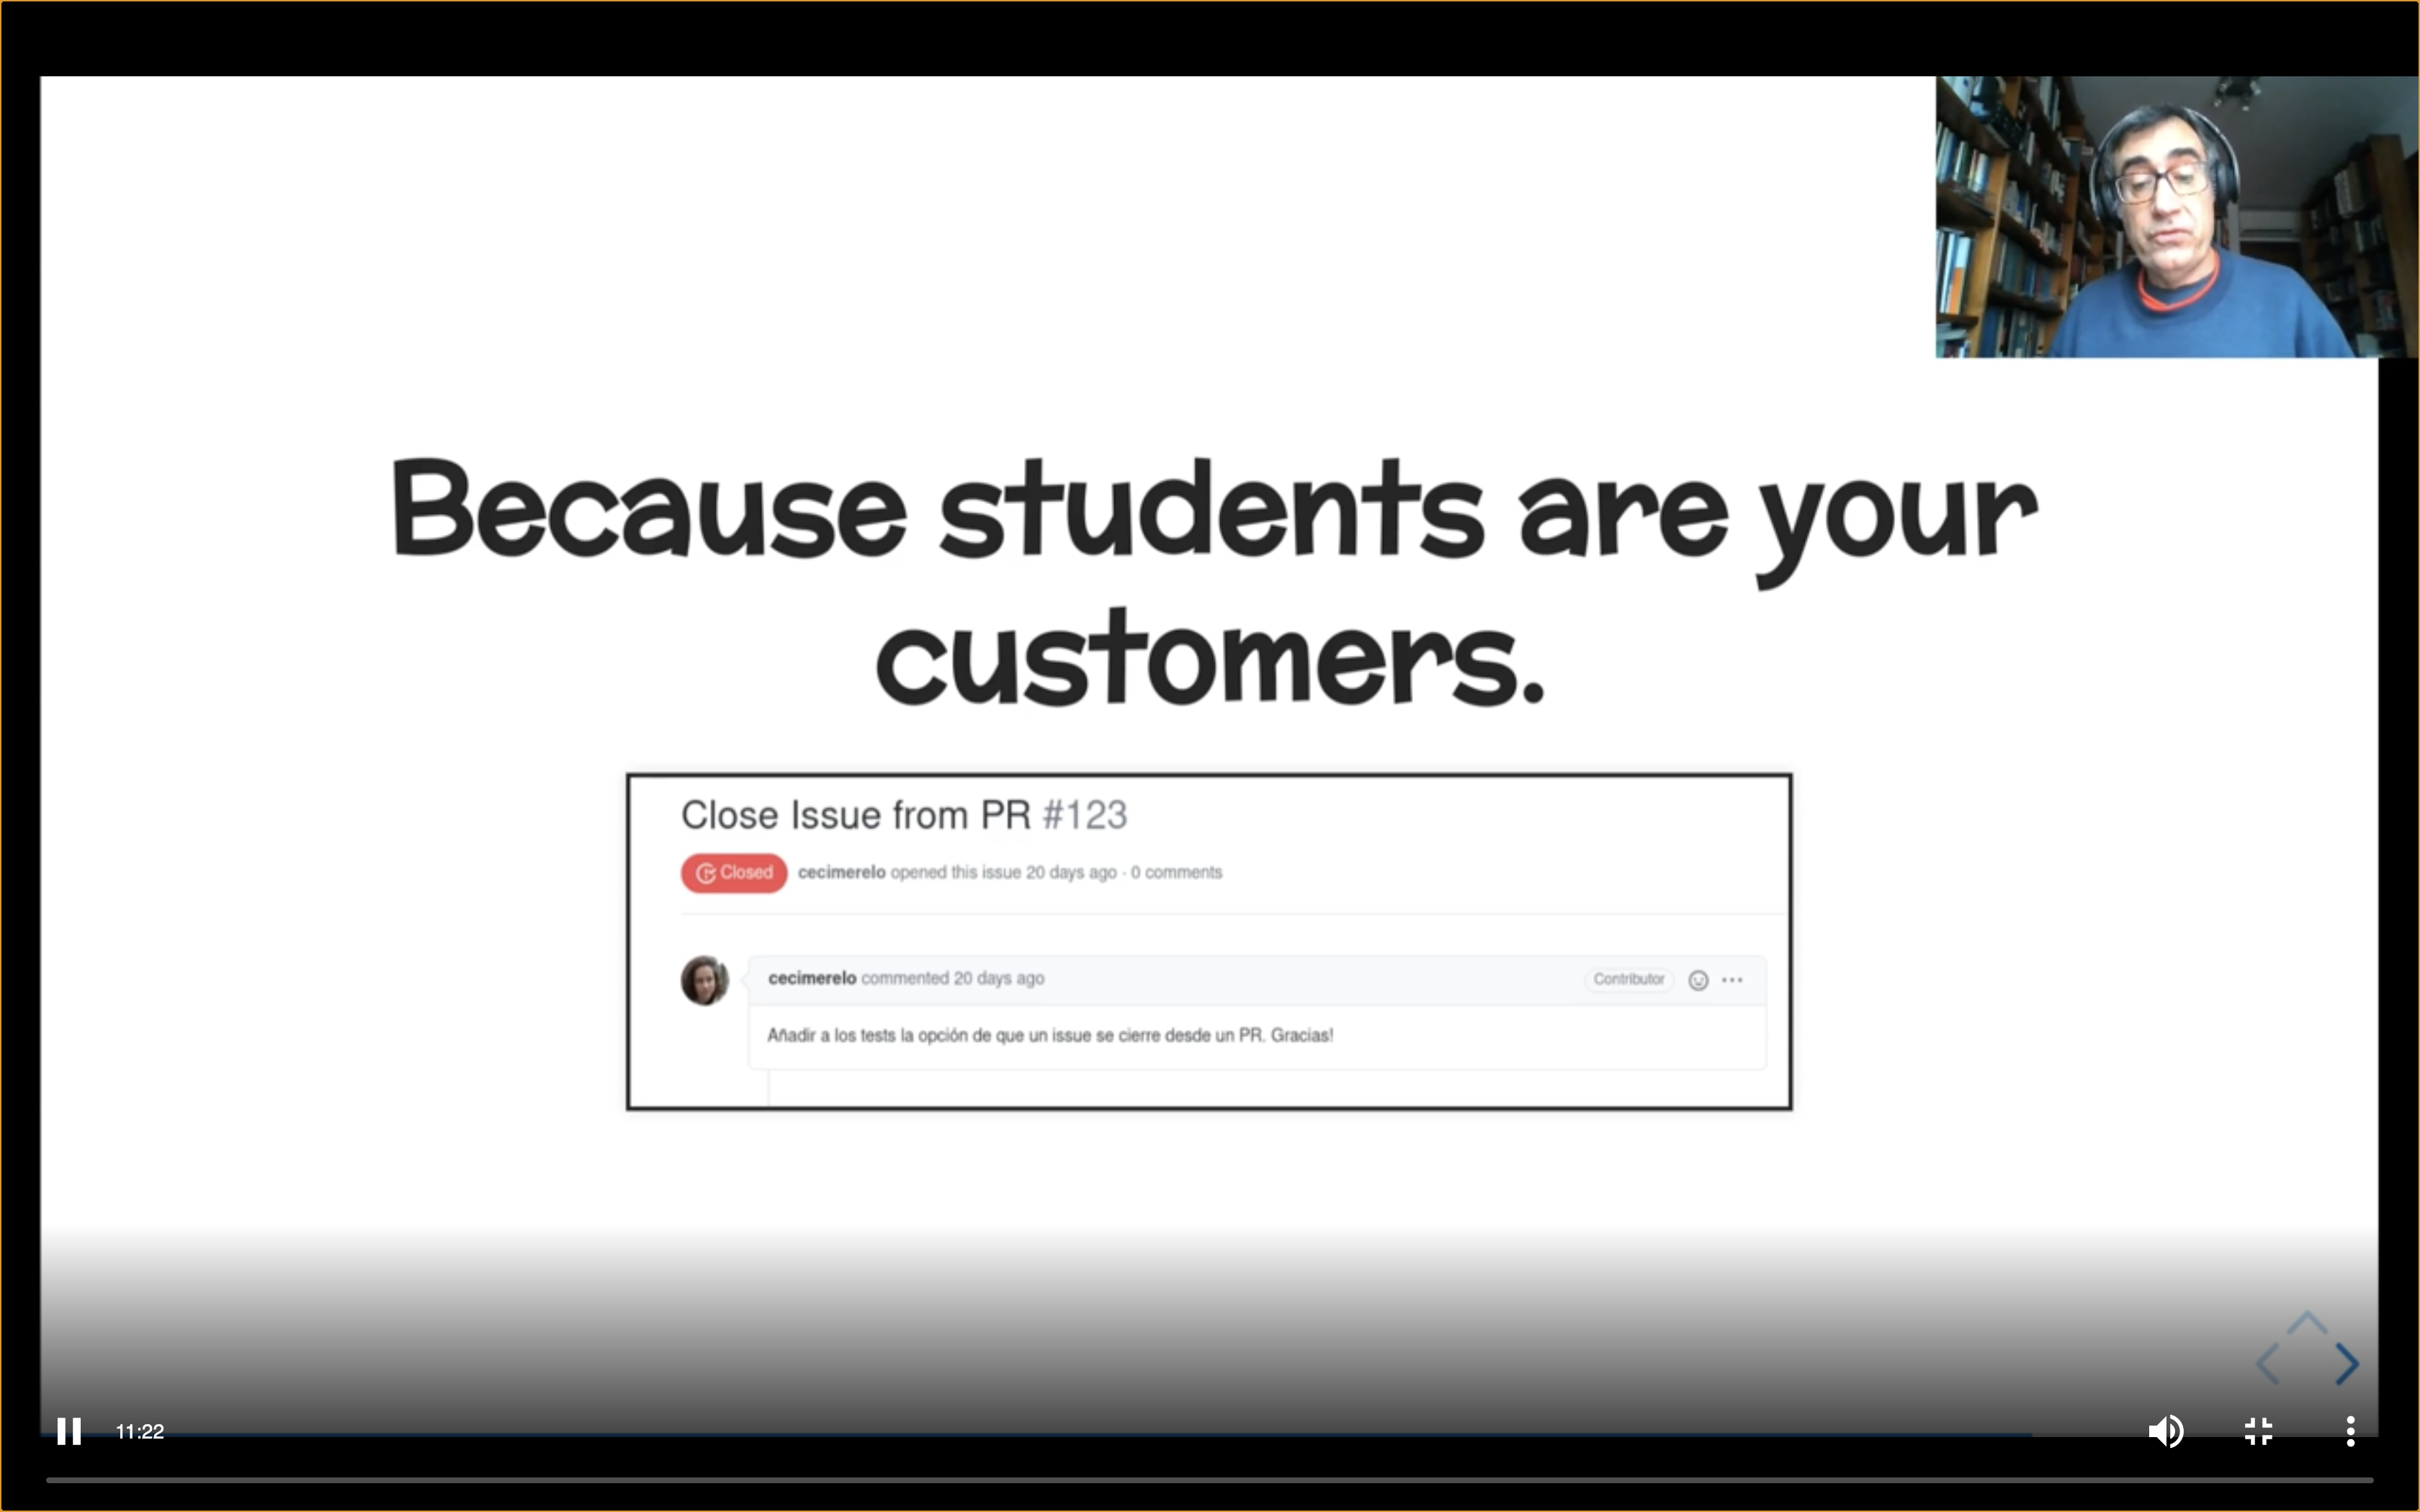 Because students are your
customers.
Close Issue from PR #123
Closed cecimerelo opened this issue 20 days ago · 0 comments
cecimerelo commented 20 days ago Contributor
Añadir a los tests la opción de que un issue se cierre desde un PR. Gracias!
11:22